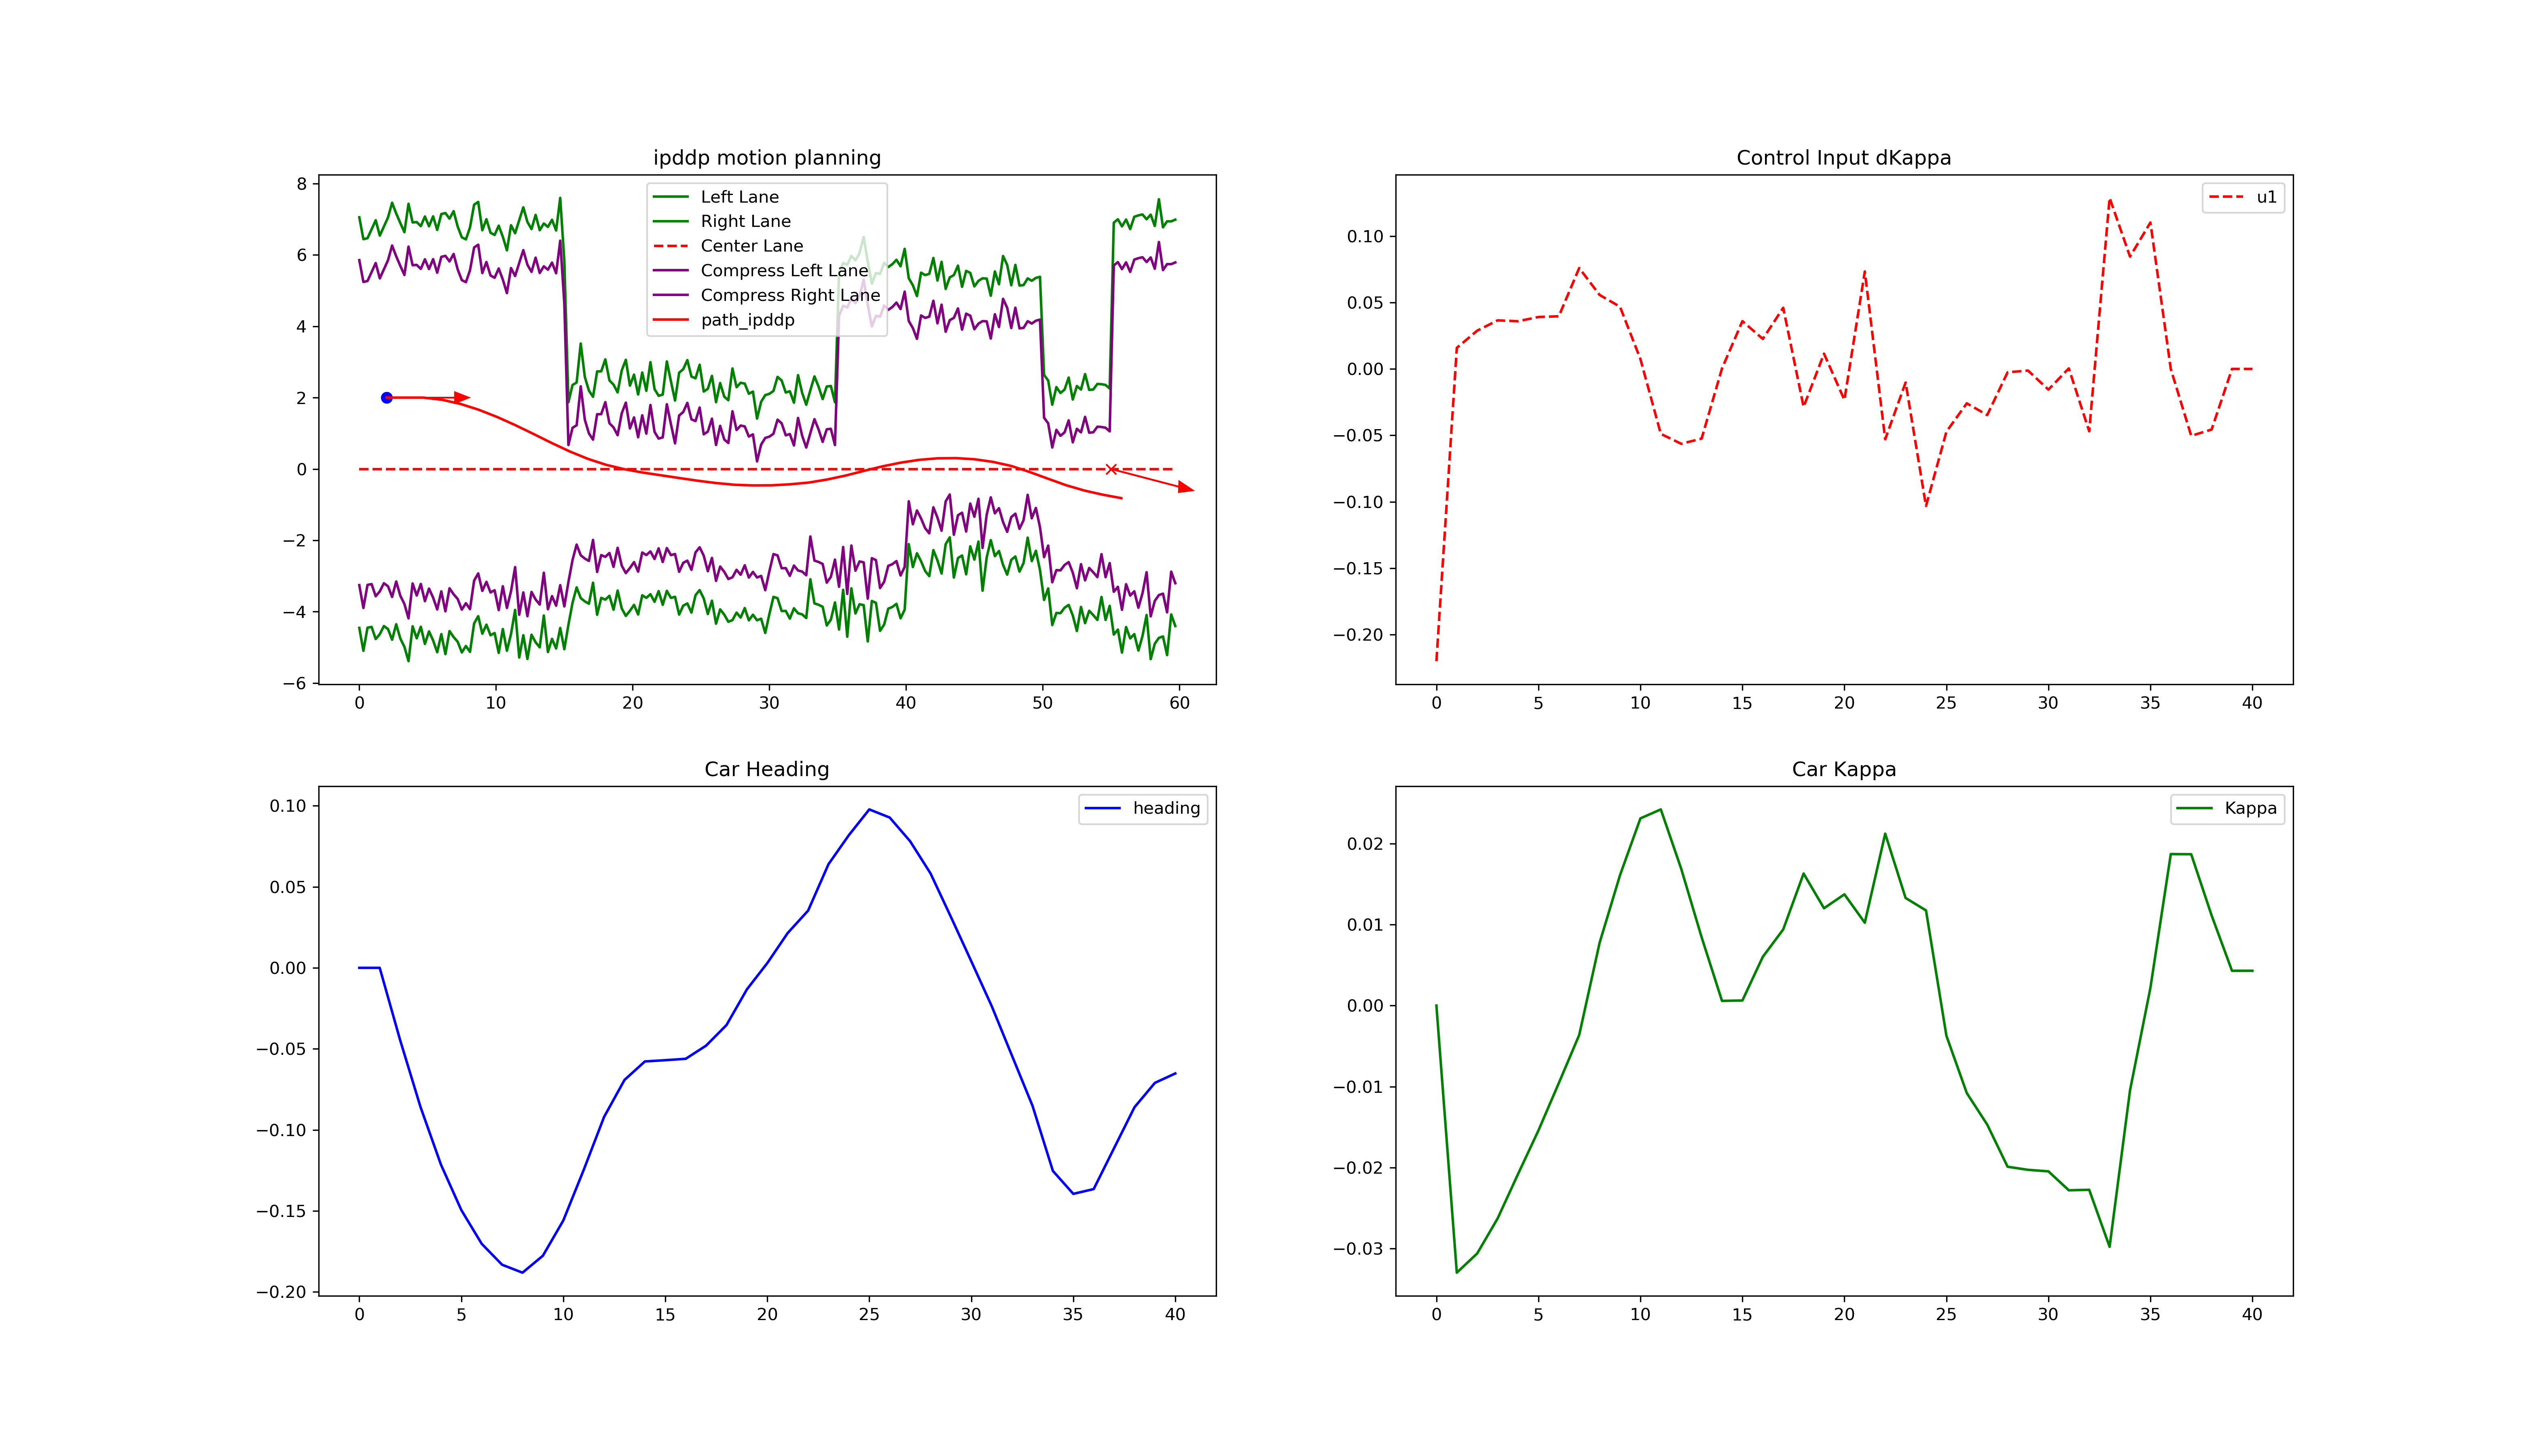 ipddp motion planning
8
6
4
2
0
−2
−4
−6
Left Lane
Right Lane
Center Lane
Compress Left Lane
Compress Right Lane
path_ipddp
0 10 20 30 40 50 60
Control Input dKappa
0.10
0.05
0.00
−0.05
−0.10
−0.15
−0.20
u1
0 5 10 15 20 25 30 35 40
Car Heading
0.10
0.05
0.00
−0.05
−0.10
−0.15
−0.20
heading
0 5 10 15 20 25 30 35 40
Car Kappa
0.02
0.01
0.00
−0.01
−0.02
−0.03
Kappa
0 5 10 15 20 25 30 35 40